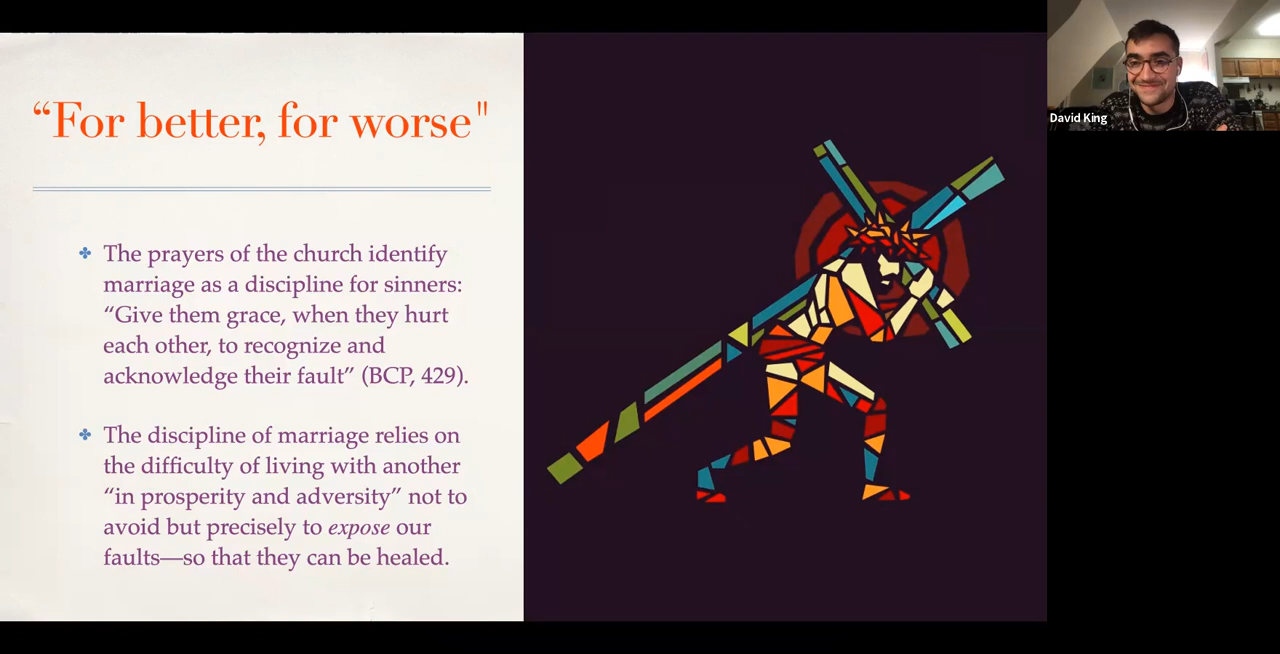 “For better, for worse"
The prayers of the church identify
marriage as a discipline for sinners:
“Give them grace, when they hurt
each other, to recognize and
acknowledge their fault” (BCP, 429).
The discipline of marriage relies on
the difficulty of living with another
“in prosperity and adversity” not to
avoid but precisely to expose our
faults—so that they can be healed.
David King